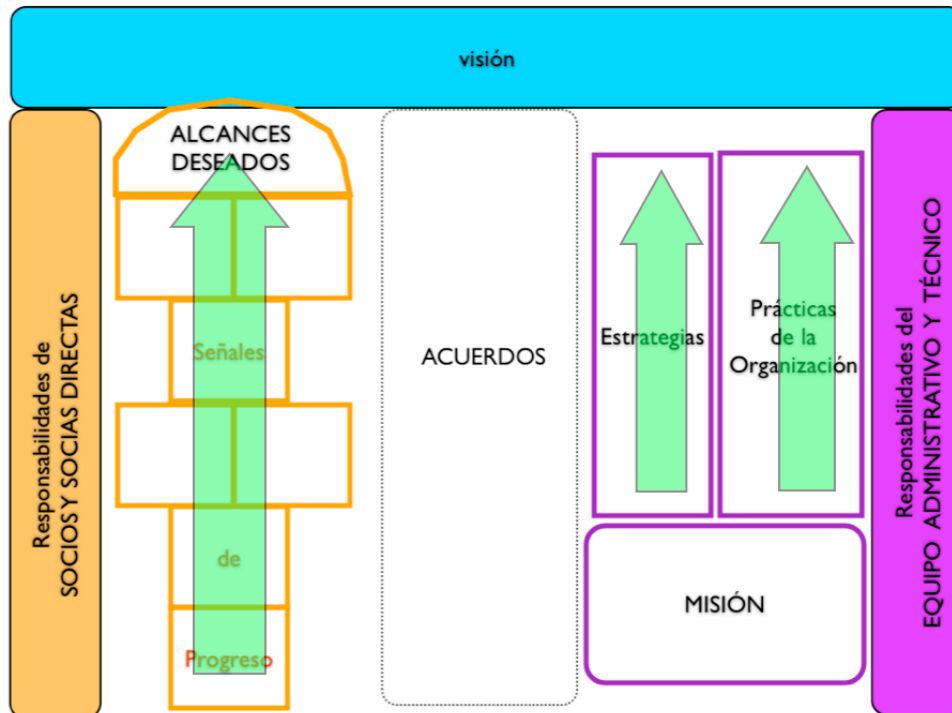 visión
Responsabilidades de
SOCIOS Y SOCIAS DIRECTAS
ALCANCES
DESEADOS
Señales
de
Progreso
ACUERDOS
Estrategias
Prácticas
de la
Organización
MISIÓN
Responsabilidades del
EQUIPO ADMINISTRATIVO Y TÉCNICO